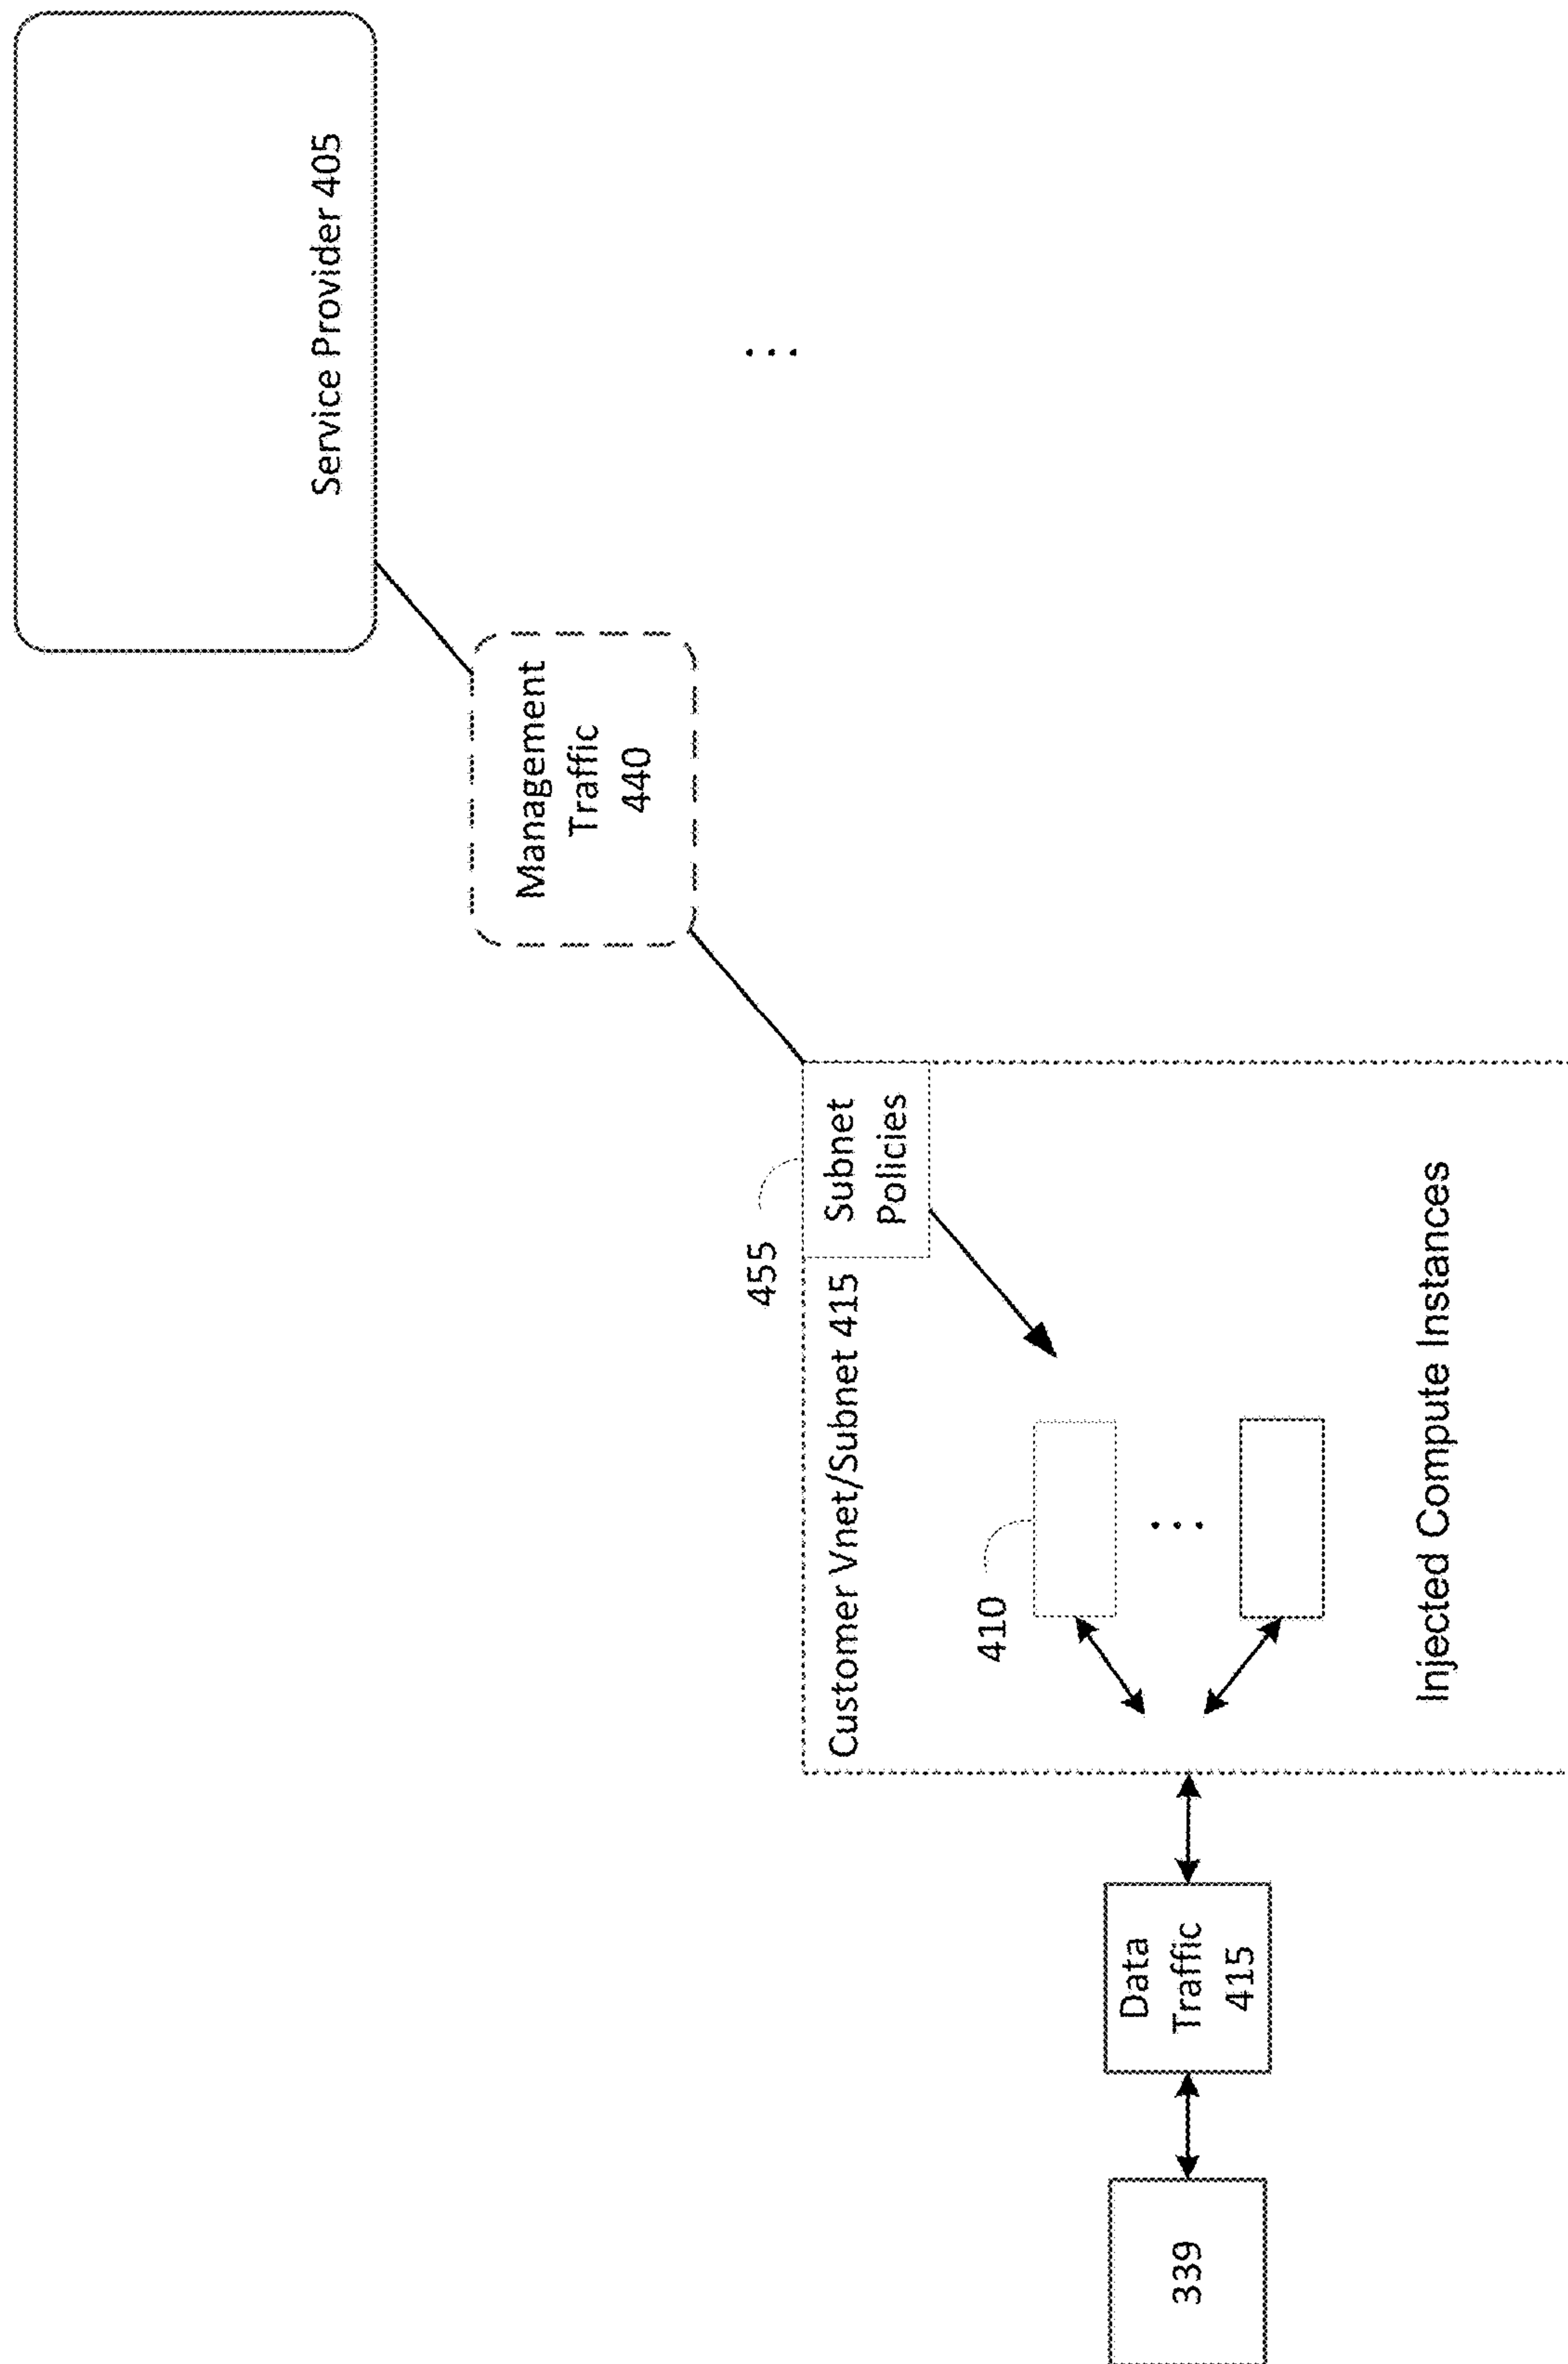 Service Provider 405
Management
Traffic
440
...
455
Subnet
Policies
Customer Vnet/Subnet 415
410
...
Injected Compute Instances
Data
Traffic
415
339